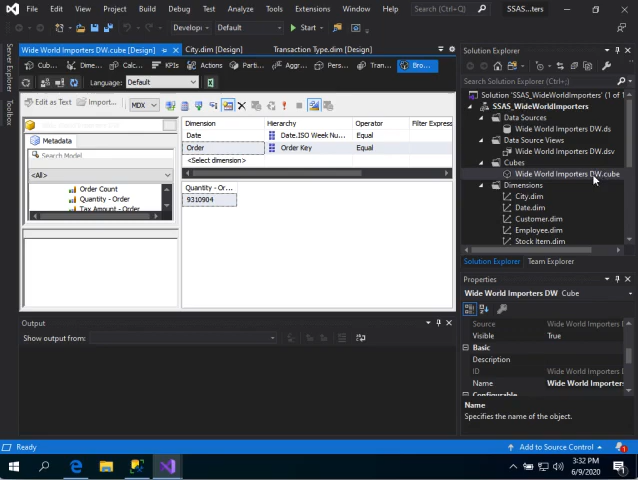 File Edit View Project Build Debug Test Analyze Tools Extensions Window Help Search (Ctrl+Q) SSAS...ters
Develop Default Start
Wide World Importers DW.cube [Design] City.dim [Design] Transaction Type.dim [Design]
Cub... Dime... Calc... KPIs Actions Parti... Aggr... Pers... Tran... Bro...
Language: Default
Edit as Text Import... MDX
Metadata
Search Model
<All>
Order Count
Quantity - Order
Tax Amount - Order
Dimension Hierarchy Operator Filter Express
Date Date.ISO Week Nu... Equal
Order Order Key Equal
<Select dimension>
Quantity - Or...
9310904
Output
Show output from:
Server Explorer
Toolbox
Solution Explorer
Search Solution Explorer (Ctrl+;)
Solution 'SSAS_WideWorldImporters' (1 of 1
SSAS_WideWorldImporters
Data Sources
Wide World Importers DW.ds
Data Source Views
Wide World Importers DW.dsv
Cubes
Wide World Importers DW.cube
Dimensions
City.dim
Date.dim
Customer.dim
Employee.dim
Stock Item.dim
Solution Explorer Team Explorer
Properties
Wide World Importers DW Cube
Source Wide World Importers
Visible True
Basic
Description
ID Wide World Importers
Name Wide World Importers
Configurable
Name
Specifies the name of the object.
Ready Add to Source Control 1
3:32 PM
6/9/2020